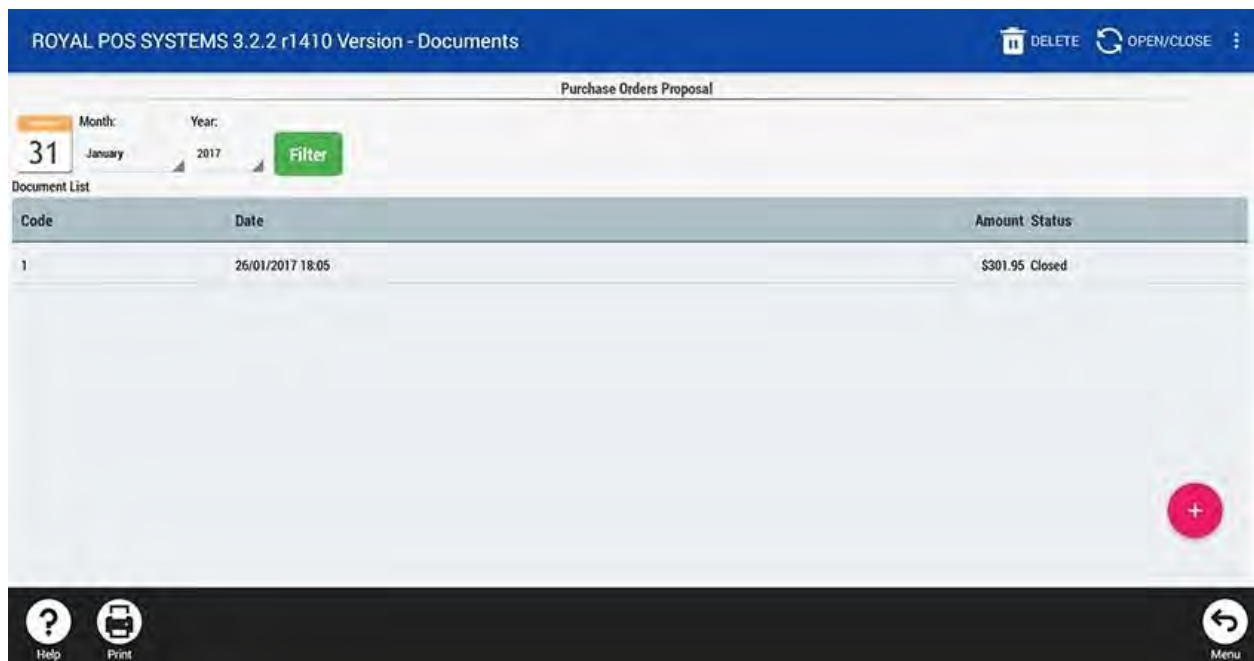 ROYAL POS SYSTEMS 3.2.2 r1410 Version - Documents
DELETE
OPEN/CLOSE
Purchase Orders Proposal
Month: Year:
31 January 2017 Filter
Document List
Code Date Amount Status
1 26/01/2017 18:05 $301.95 Closed
+
?
Help Print Menu